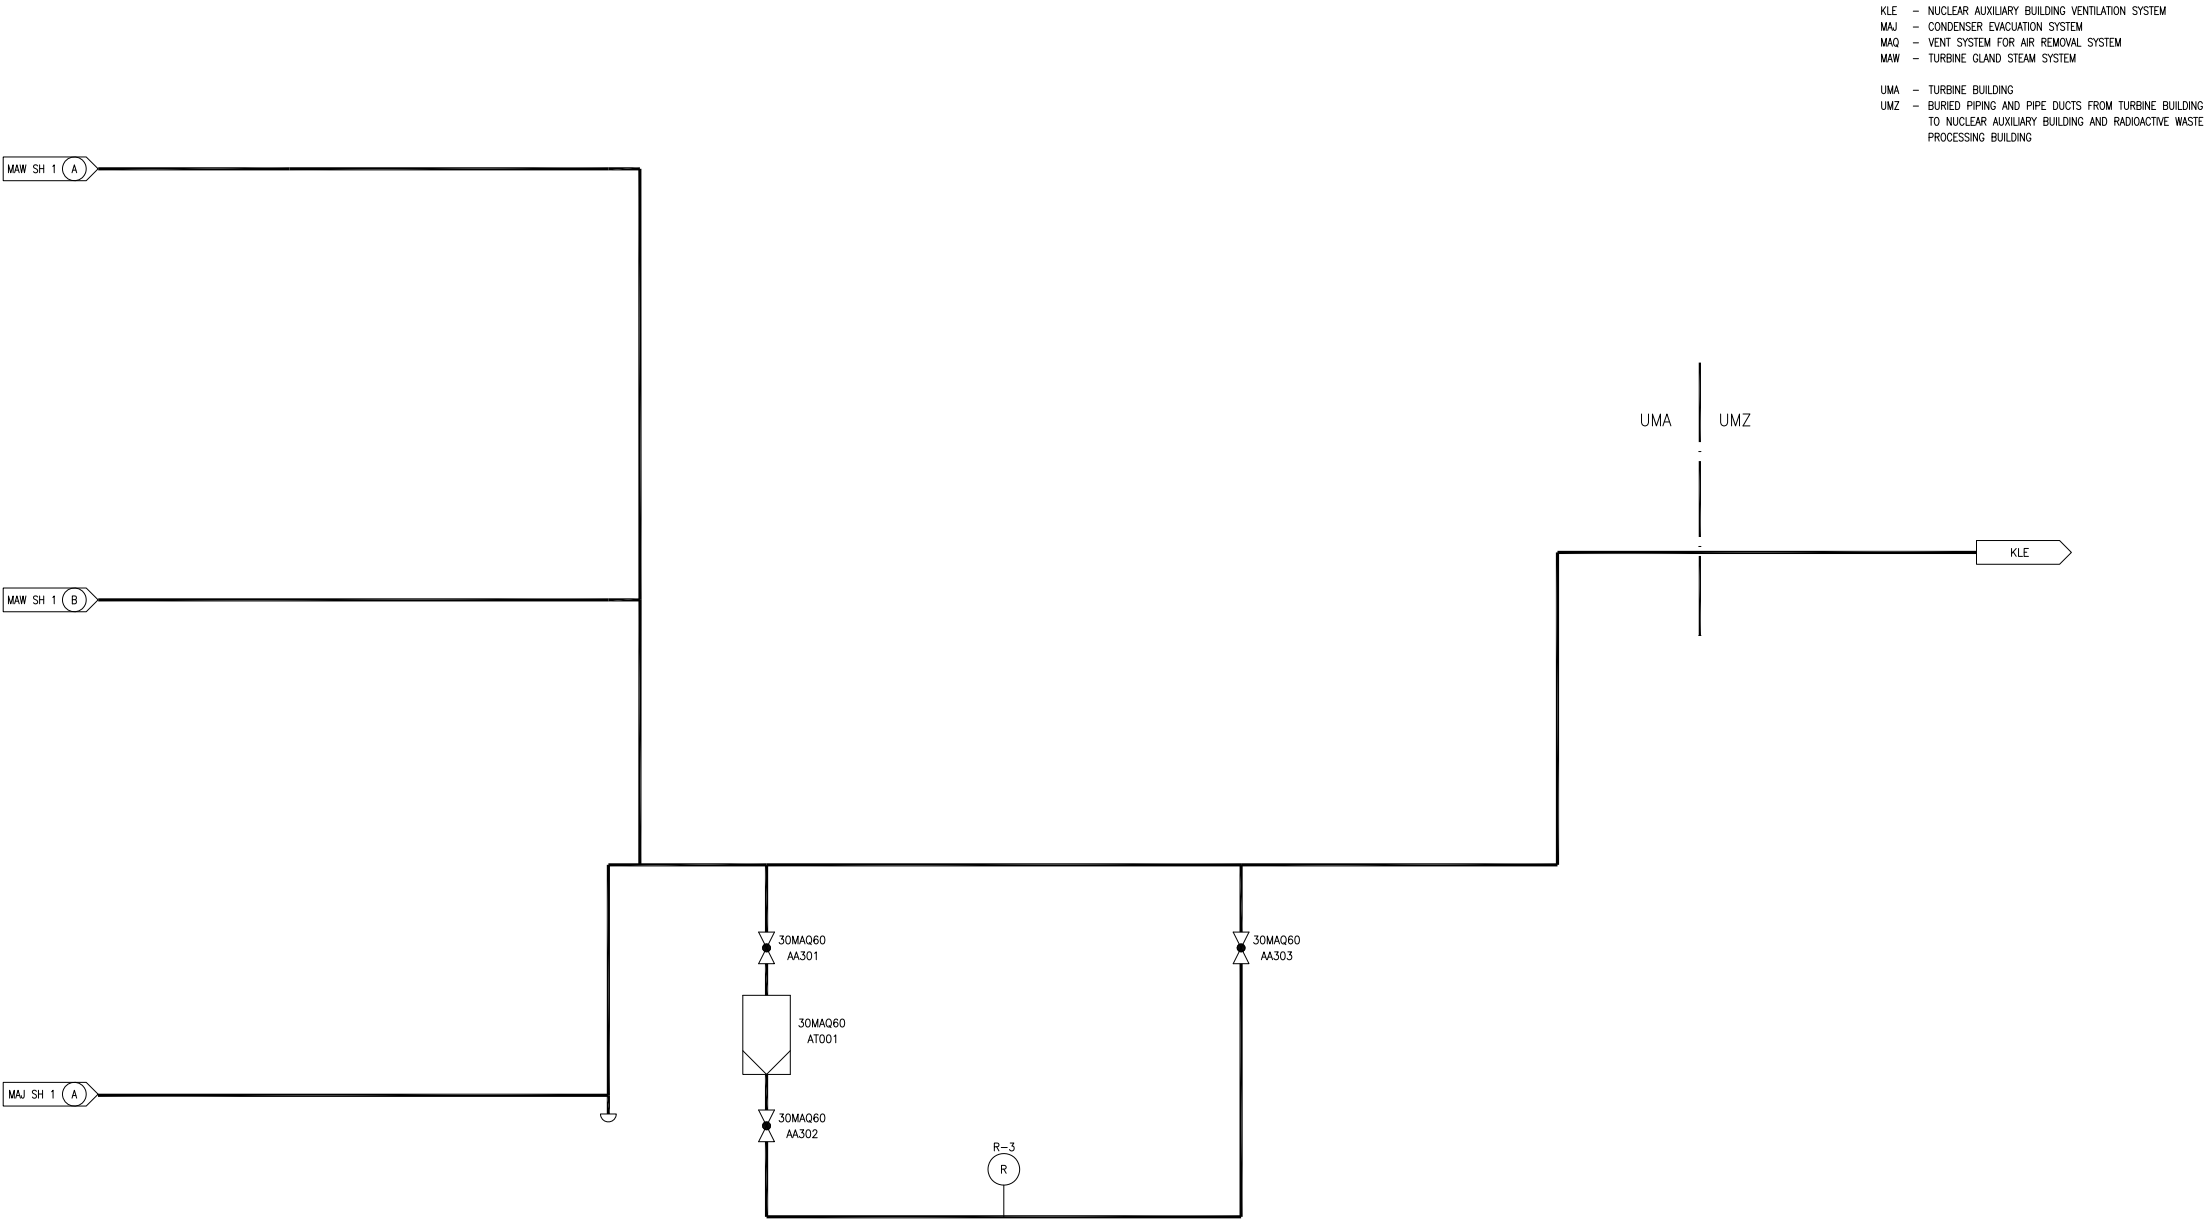 KLE – NUCLEAR AUXILIARY BUILDING VENTILATION SYSTEM
MAJ – CONDENSER EVACUATION SYSTEM
MAQ – VENT SYSTEM FOR AIR REMOVAL SYSTEM
MAW – TURBINE GLAND STEAM SYSTEM
UMA – TURBINE BUILDING
UMZ – BURIED PIPING AND PIPE DUCTS FROM TURBINE BUILDING
TO NUCLEAR AUXILIARY BUILDING AND RADIOACTIVE WASTE
PROCESSING BUILDING
MAW SH 1 A
UMA UMZ
KLE
MAW SH 1 B
30MAQ60
AA301
30MAQ60
AA303
30MAQ60
AT001
MAJ SH 1 A
30MAQ60
AA302
R-3
R